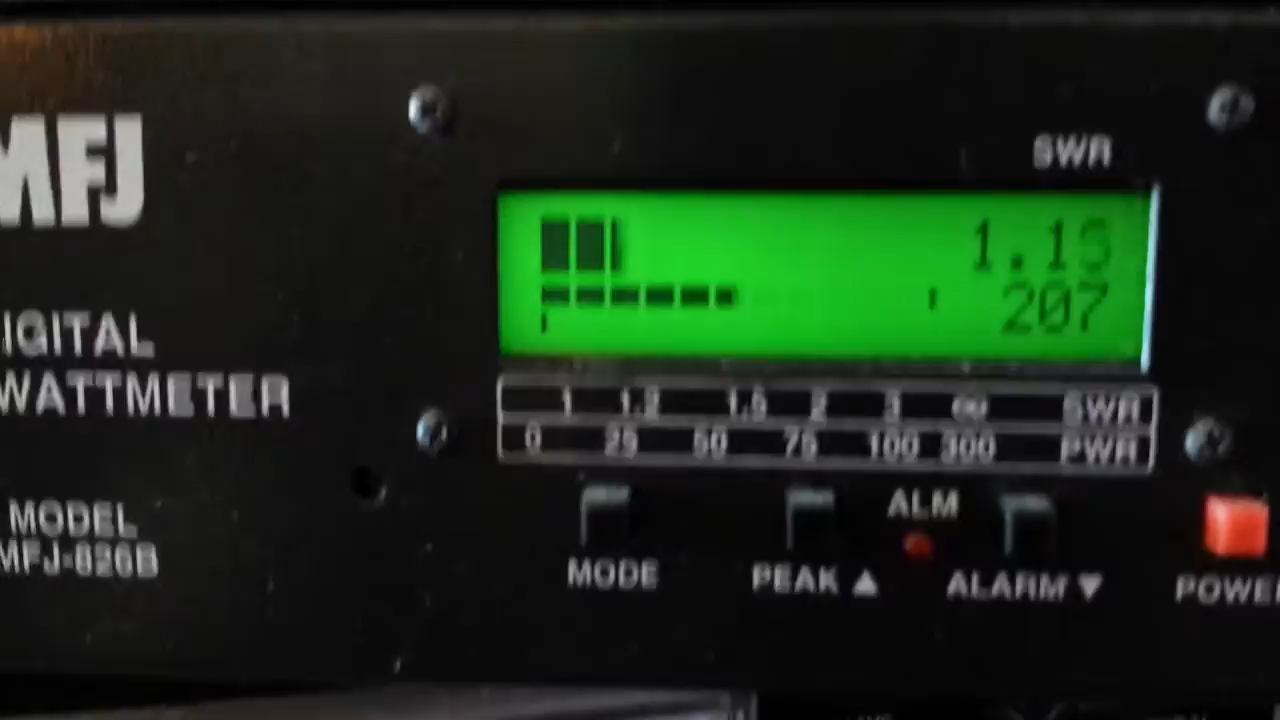 MFJ
SWR
1.15
207
IGITAL
WATTMETER
1 1.2 1.5 2 3 ∞ SWR
0 25 50 75 100 300 PWR
MODEL
MFJ-826B
ALM
MODE
PEAK ▲
ALARM ▼
POWER